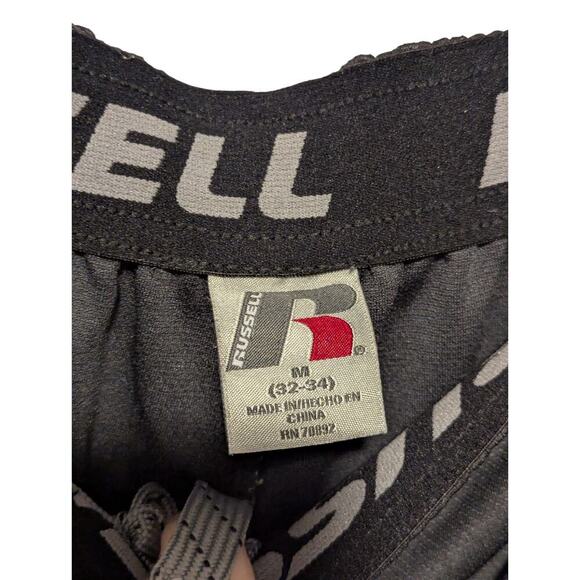 ELL
RUSSELL
R
®
M
(32-34)
MADE IN/HECHO EN
CHINA
RN 70892